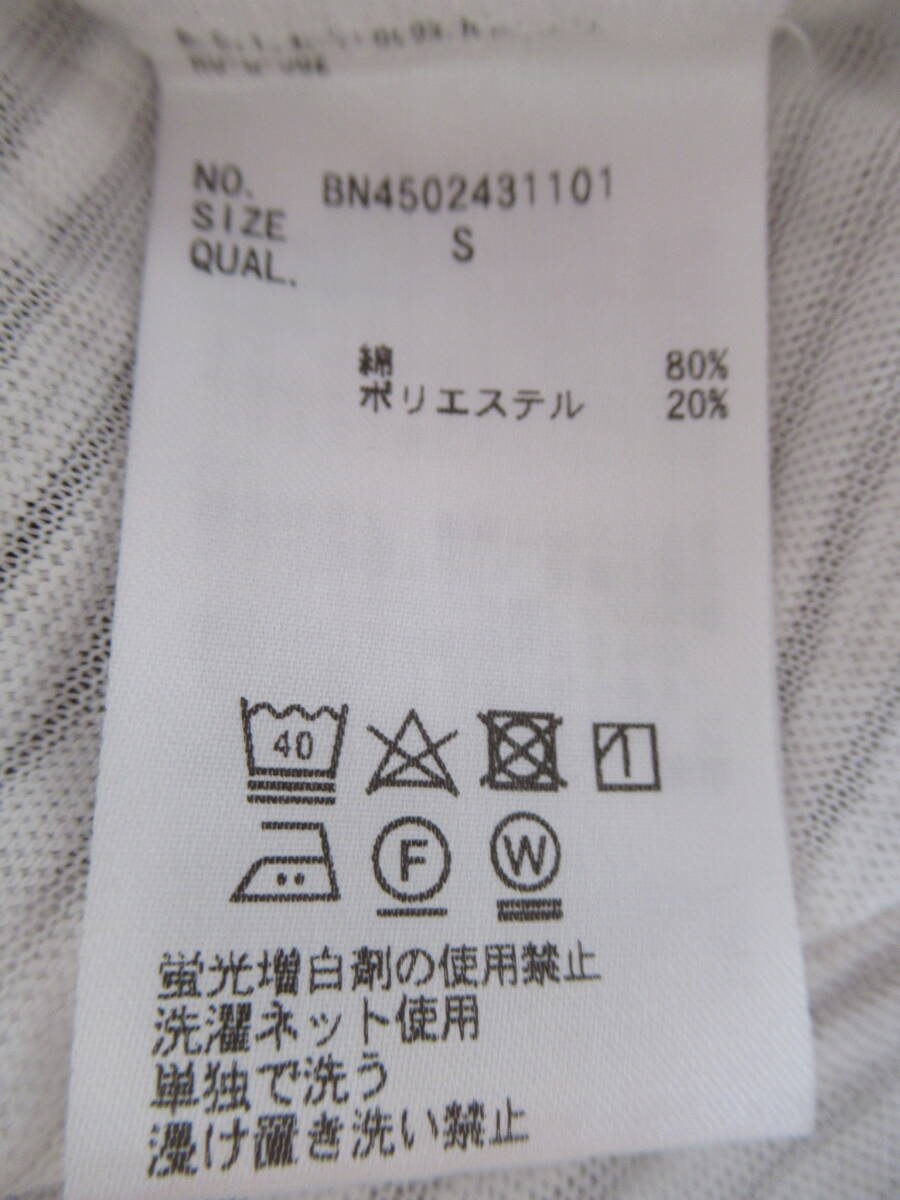 NO. BN4502431101
SIZE S
QUAL.
綿 80%
ポリエステル 20%
40
F W
蛍光増白剤の使用禁止
洗濯ネット使用
単独で洗う
浸け置き洗い禁止